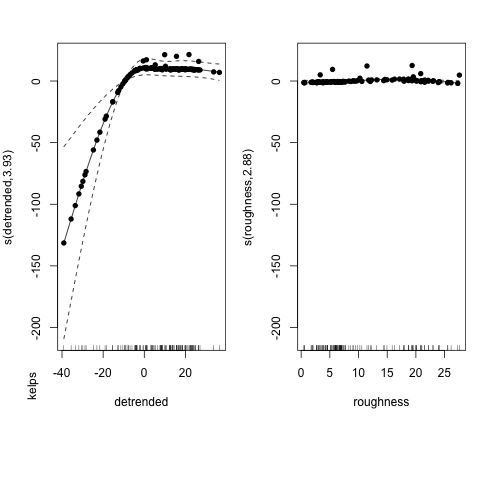 s(detrended,3.93)
0
-50
-100
-150
-200
-40 -20 0 20
detrended
kelps
s(roughness,2.88)
0
-50
-100
-150
-200
0 5 10 15 20 25
roughness